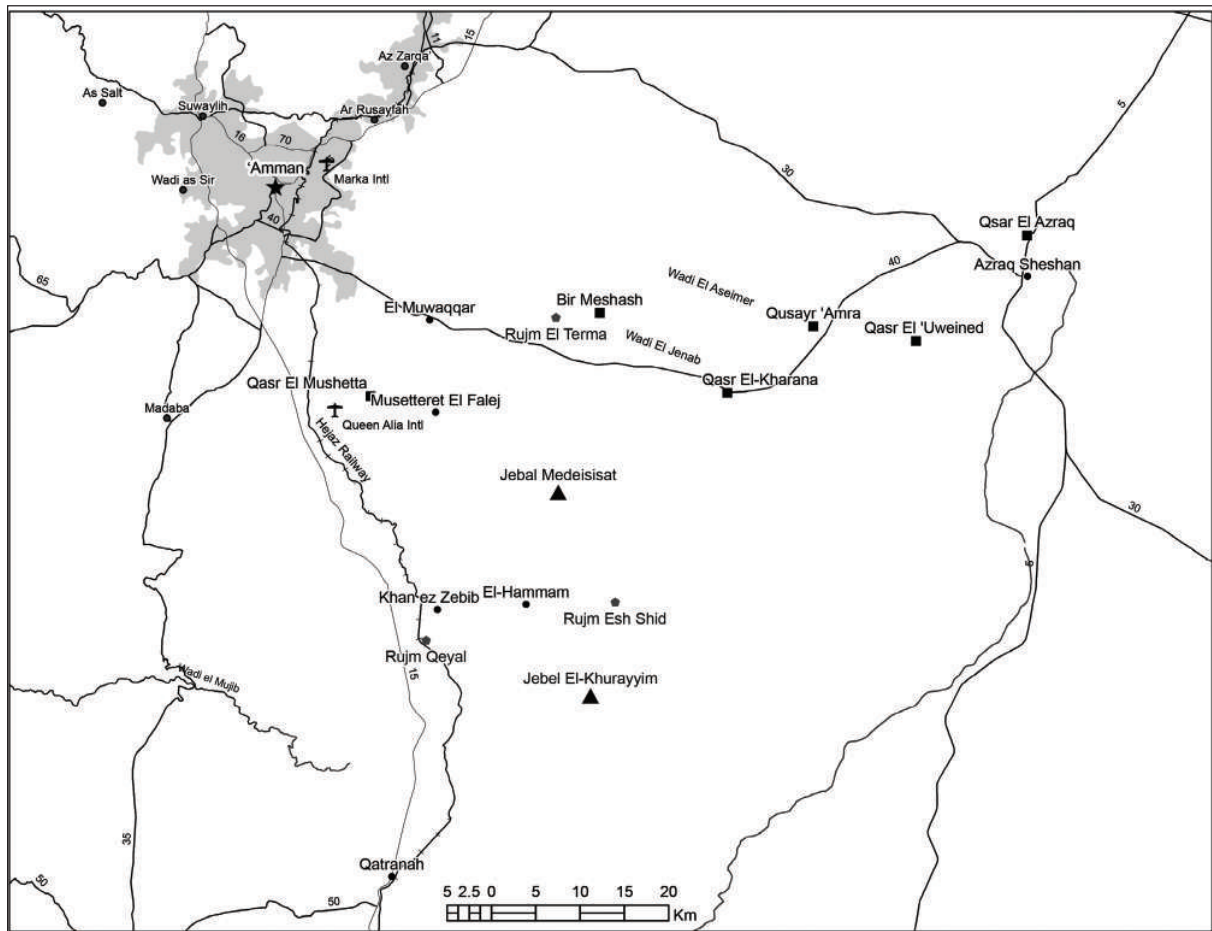 11
15
Az Zarqa'
As Salt
Suwaylih
Ar Rusayfah
5
16
70
'Amman
Marka Intl
Wadi as Sir
30
40
Qsar El Azraq
40
Azraq Sheshan
65
Wadi El Aseimer
El Muwaqqar
Bir Meshash
Rujm El Terma
Qusayr 'Amra
Qasr El 'Uweined
Wadi El Jenab
Qasr El-Kharana
Qasr El Mushetta
Musetteret El Falej
Madaba
Queen Alia Intl
Hejaz Railway
Jebal Medeisisat
30
5
Khan ez Zebib
El-Hammam
Rujm Esh Shid
Rujm Qeyal
15
Wadi el Mujib
Jebel El-Khurayyim
35
Qatranah
50
50
5 2.5 0 5 10 15 20
Km